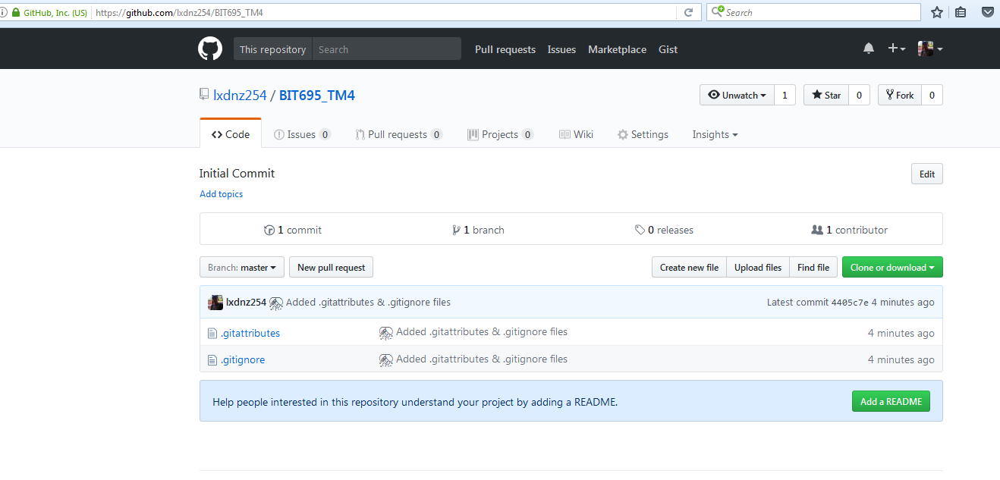 GitHub, Inc. (US) https://github.com/lxdnz254/BIT695_TM4 Search
This repository Search Pull requests Issues Marketplace Gist
lxdnz254 / BIT695_TM4 Unwatch 1 Star 0 Fork 0
Code Issues 0 Pull requests 0 Projects 0 Wiki Settings Insights
Initial Commit Edit
Add topics
1 commit 1 branch 0 releases 1 contributor
Branch: master New pull request Create new file Upload files Find file Clone or download
lxdnz254 Added .gitattributes & .gitignore files Latest commit 4405c7e 4 minutes ago
.gitattributes Added .gitattributes & .gitignore files 4 minutes ago
.gitignore Added .gitattributes & .gitignore files 4 minutes ago
Help people interested in this repository understand your project by adding a README. Add a README